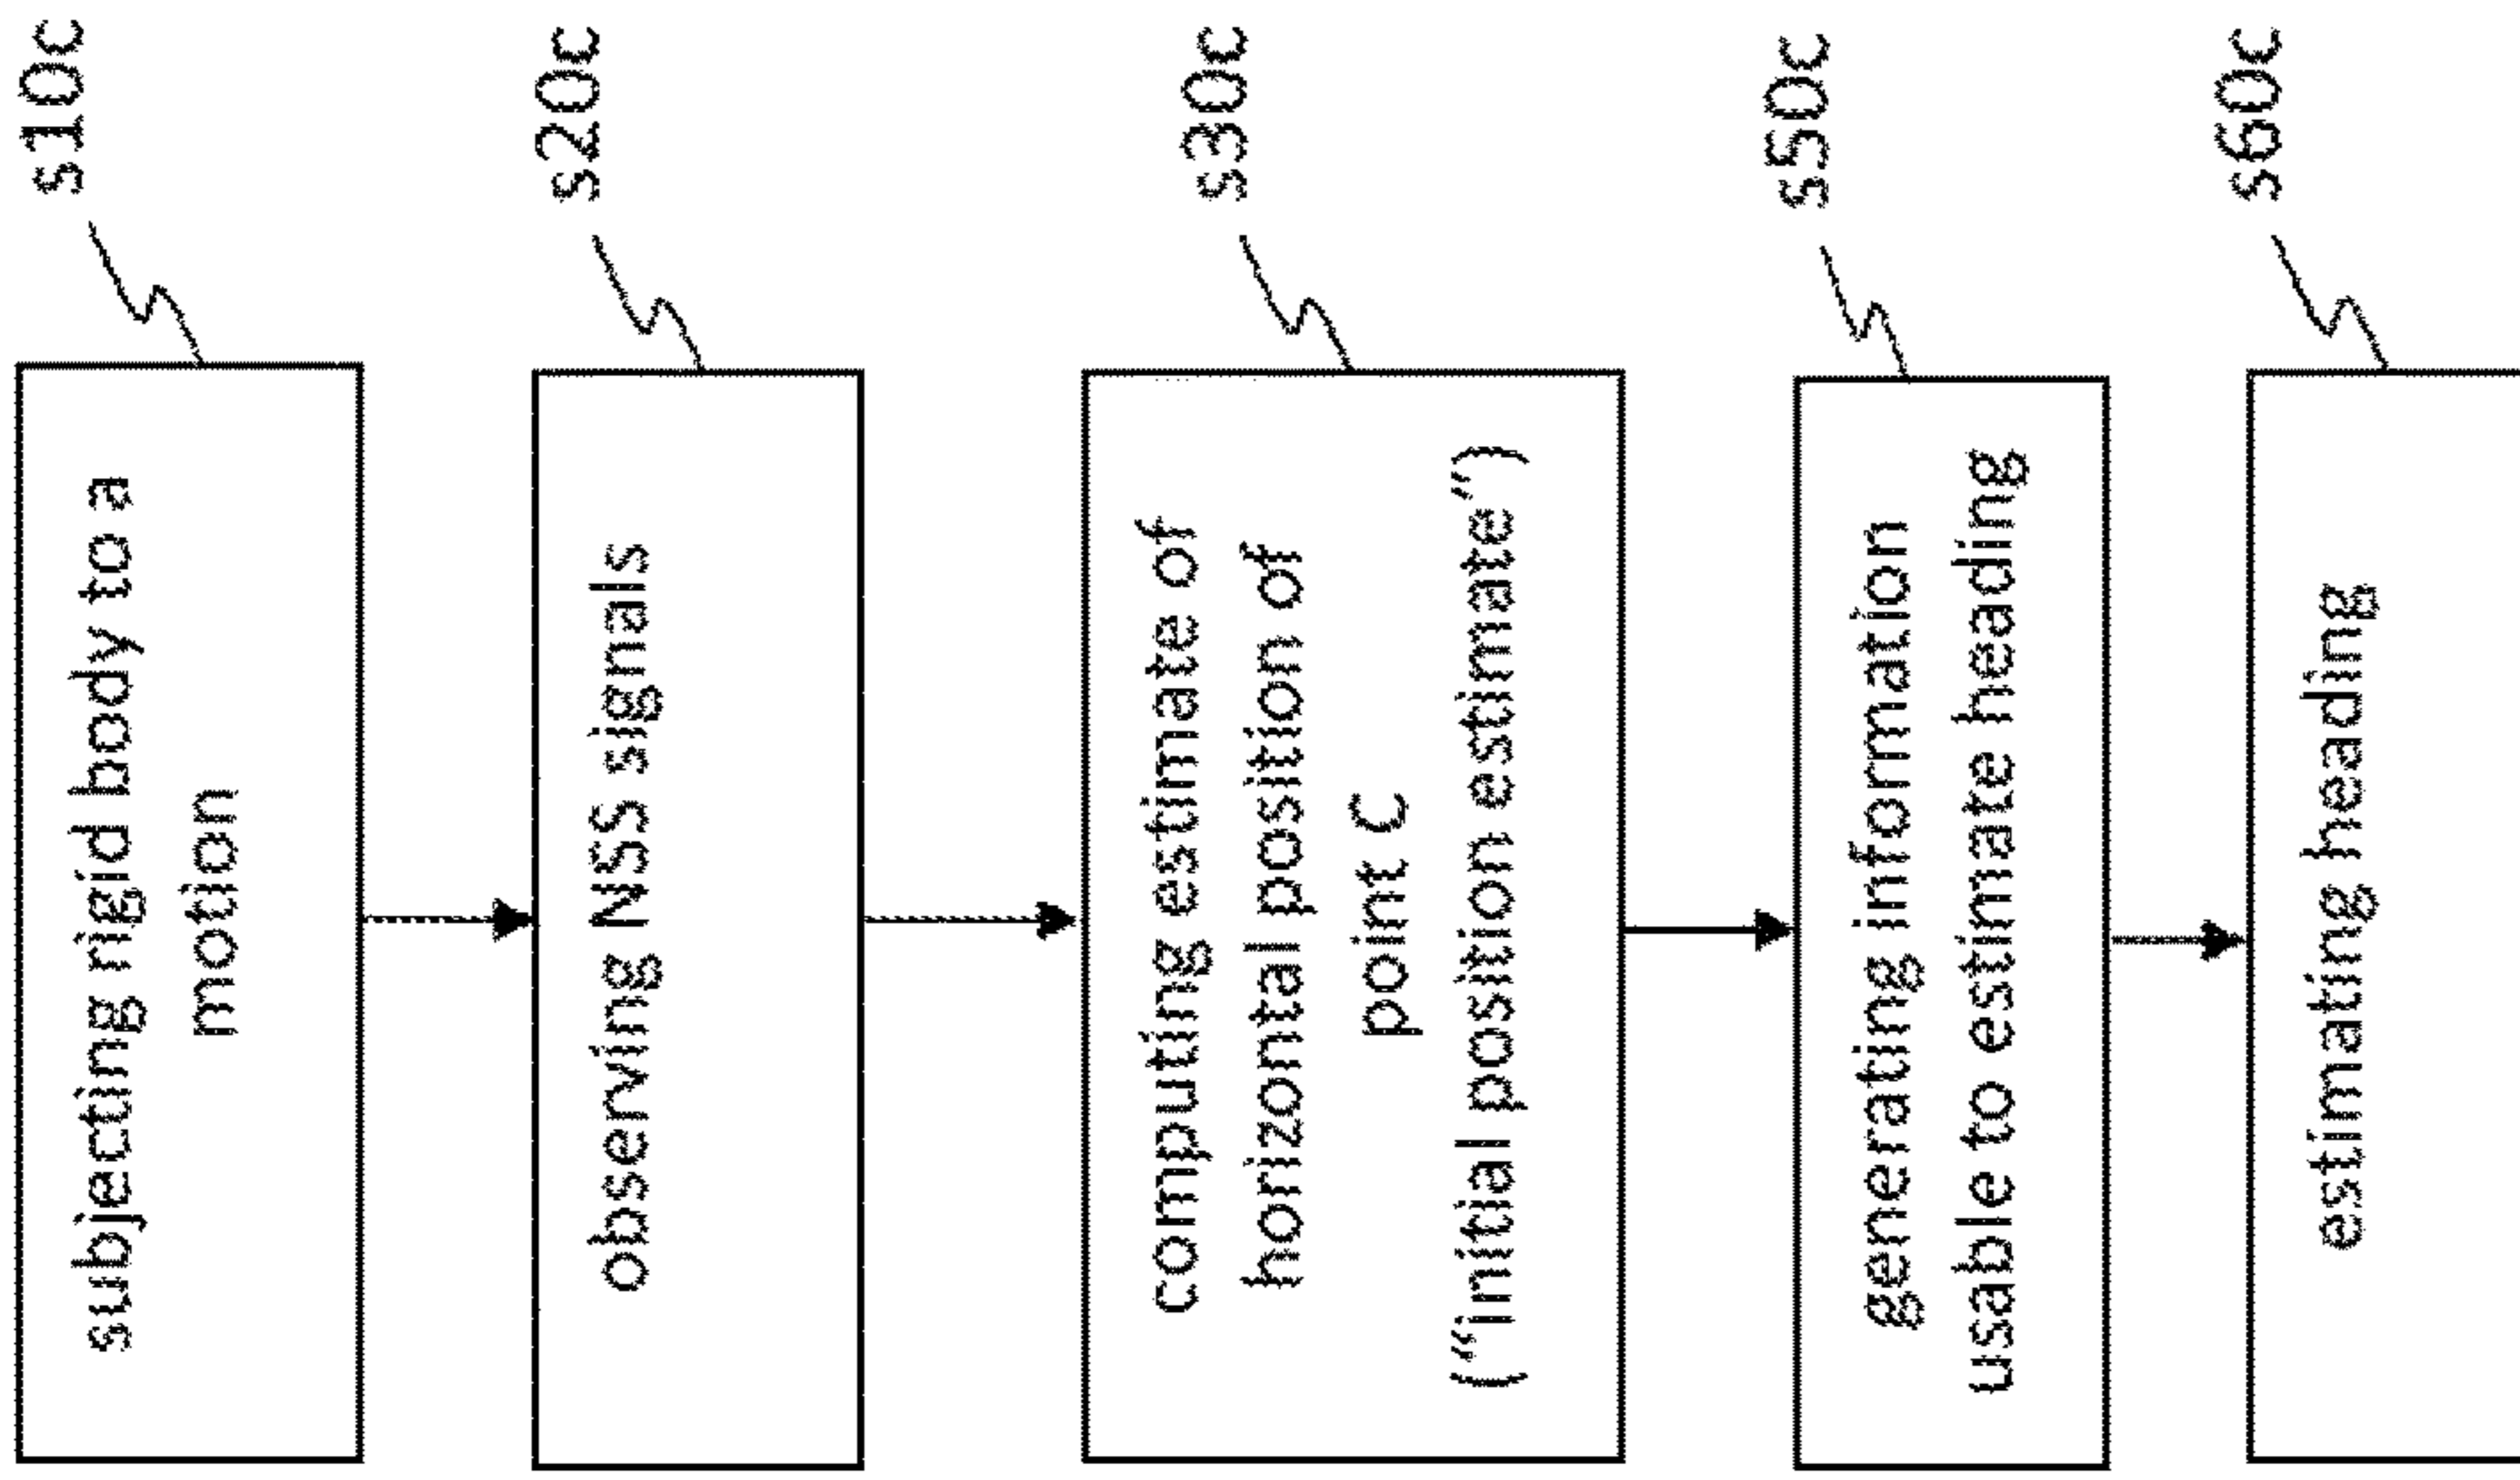 s10c
subjecting rigid body to a
motion
s20c
observing NSS signals
s30c
computing estimate of
horizontal position of
point C
(“initial position estimate”)
s50c
generating information
usable to estimate heading
s60c
estimating heading